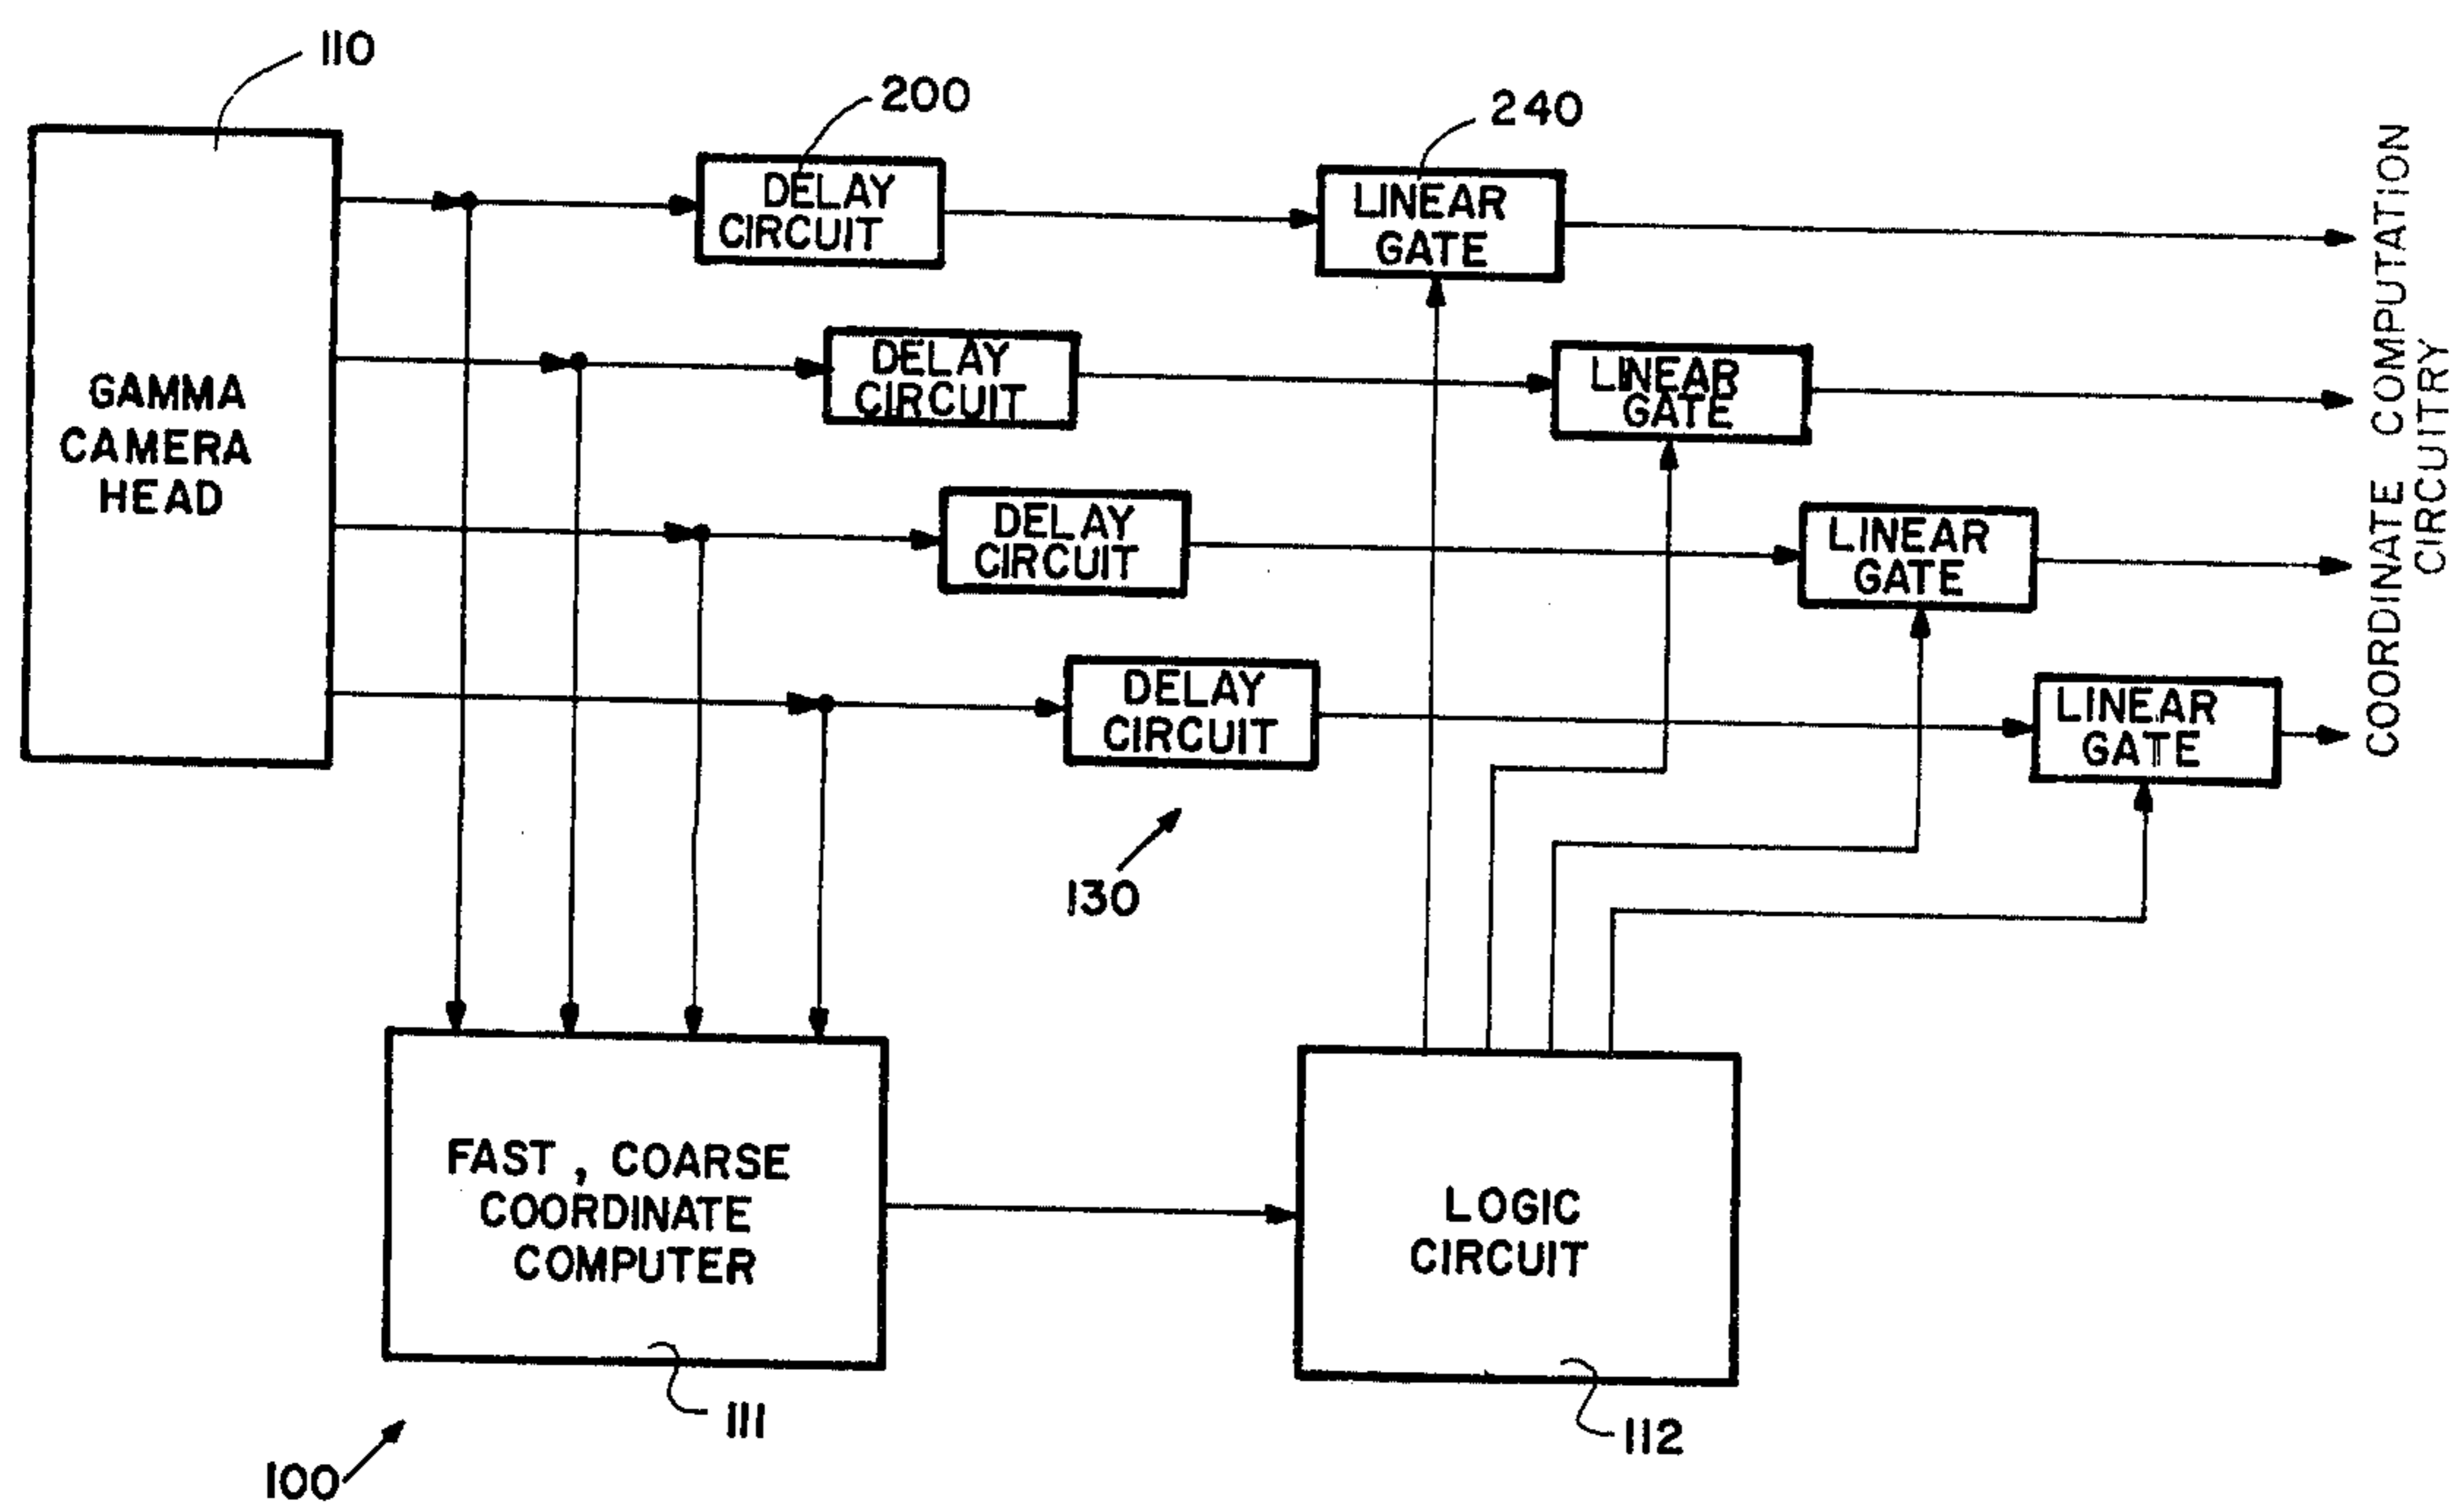 110
200
240
DELAY
CIRCUIT
LINEAR
GATE
GAMMA
CAMERA
HEAD
DELAY
CIRCUIT
LINEAR
GATE
DELAY
CIRCUIT
LINEAR
GATE
DELAY
CIRCUIT
LINEAR
GATE
COORDINATE COMPUTATION
CIRCUITRY
130
FAST, COARSE
COORDINATE
COMPUTER
LOGIC
CIRCUIT
111
112
100